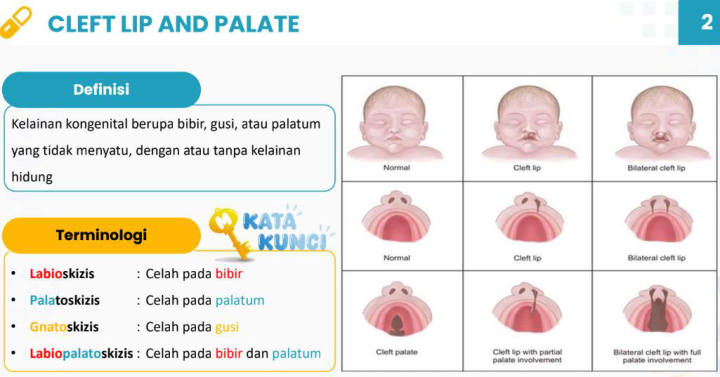 CLEFT LIP AND PALATE
2
Definisi
Kelainan kongenital berupa bibir, gusi, atau palatum
yang tidak menyatu, dengan atau tanpa kelainan
hidung
Terminologi
KATA
KUNCI
• Labioskizis : Celah pada bibir
• Palatoskizis : Celah pada palatum
• Gnatoskizis : Celah pada gusi
• Labiopalatoskizis : Celah pada bibir dan palatum
Normal
Cleft lip
Bilateral cleft lip
Normal
Cleft lip
Bilateral cleft lip
Cleft palate
Cleft lip with partial
palate involvement
Bilateral cleft lip with full
palate involvement